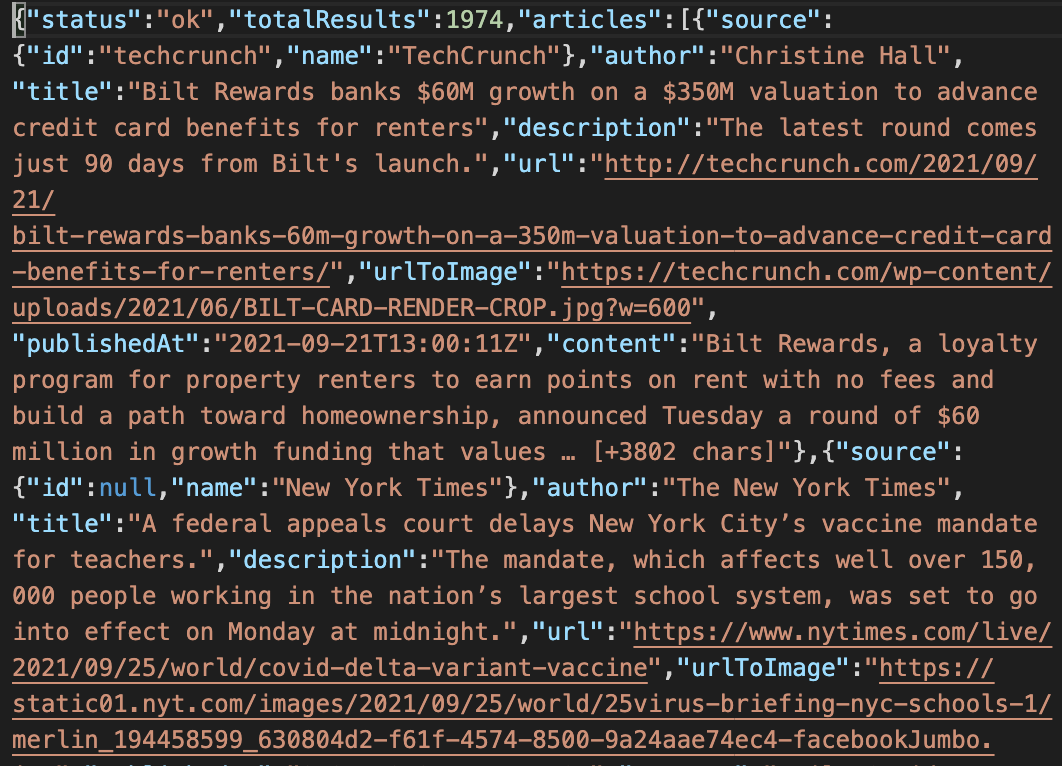 {"status":"ok","totalResults":1974,"articles":[{"source":
{"id":"techcrunch","name":"TechCrunch"},"author":"Christine Hall",
"title":"Bilt Rewards banks $60M growth on a $350M valuation to advance
credit card benefits for renters","description":"The latest round comes
just 90 days from Bilt's launch.","url":"http://techcrunch.com/2021/09/
21/
bilt-rewards-banks-60m-growth-on-a-350m-valuation-to-advance-credit-card
-benefits-for-renters/","urlToImage":"https://techcrunch.com/wp-content/
uploads/2021/06/BILT-CARD-RENDER-CROP.jpg?w=600",
"publishedAt":"2021-09-21T13:00:11Z","content":"Bilt Rewards, a loyalty
program for property renters to earn points on rent with no fees and
build a path toward homeownership, announced Tuesday a round of $60
million in growth funding that values … [+3802 chars]"},{"source":
{"id":null,"name":"New York Times"},"author":"The New York Times",
"title":"A federal appeals court delays New York City’s vaccine mandate
for teachers.","description":"The mandate, which affects well over 150,
000 people working in the nation’s largest school system, was set to go
into effect on Monday at midnight.","url":"https://www.nytimes.com/live/
2021/09/25/world/covid-delta-variant-vaccine","urlToImage":"https://
static01.nyt.com/images/2021/09/25/world/25virus-briefing-nyc-schools-1/
merlin_194458599_630804d2-f61f-4574-8500-9a24aae74ec4-facebookJumbo.